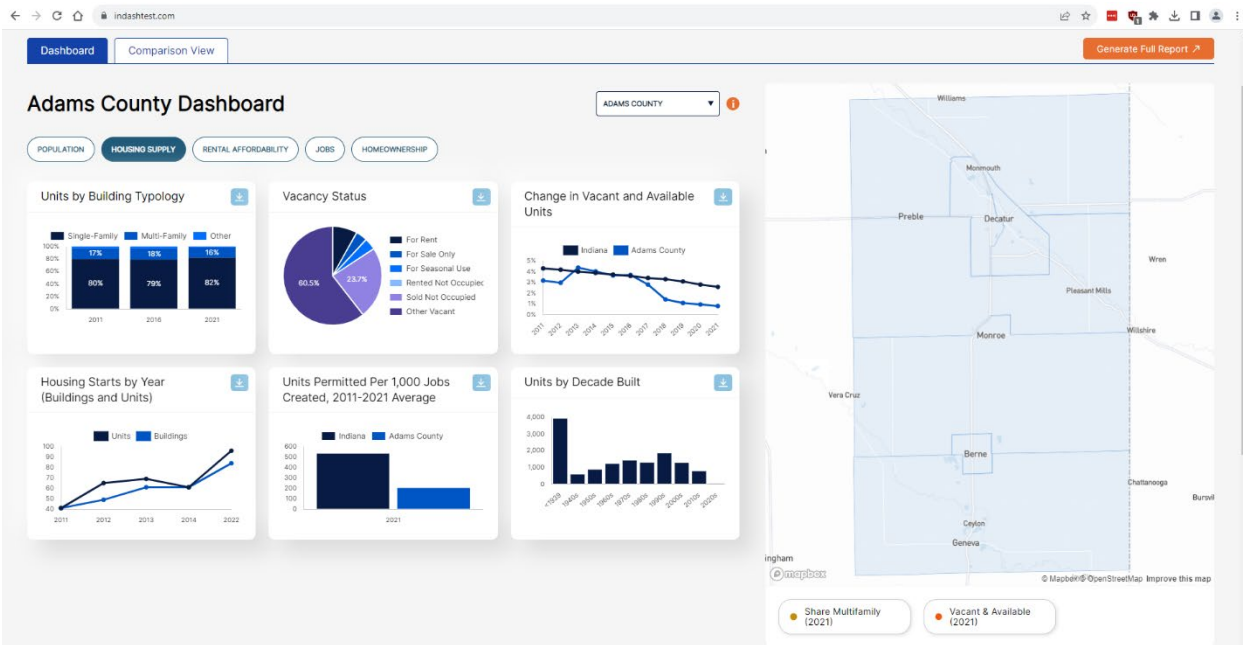 indashtest.com
Dashboard
Comparison View
Generate Full Report ↗
Adams County Dashboard
ADAMS COUNTY
POPULATION
HOUSING SUPPLY
RENTAL AFFORDABILITY
JOBS
HOMEOWNERSHIP
Units by Building Typology
Single-Family Multi-Family Other
100%
80%
60%
40%
20%
0%
17% 18% 16%
80% 79% 82%
2011 2016 2021
Vacancy Status
60.5%
23.7%
For Rent
For Sale Only
For Seasonal Use
Rented Not Occupied
Sold Not Occupied
Other Vacant
Change in Vacant and Available
Units
Indiana Adams County
5%
4%
3%
2%
1%
0%
2011 2012 2013 2014 2015 2016 2017 2018 2019 2020 2021
Housing Starts by Year
(Buildings and Units)
Units Buildings
100
90
80
70
60
50
40
2011 2012 2013 2014 2022
Units Permitted Per 1,000 Jobs
Created, 2011-2021 Average
Indiana Adams County
600
500
400
300
200
100
0
2021
Units by Decade Built
4,000
3,000
2,000
1,000
0
<1939 1940s 1950s 1960s 1970s 1980s 1990s 2000s 2010s 2020s
Williams
Monmouth
Preble
Decatur
Wren
Pleasant Mills
Willshire
Monroe
Vera Cruz
Berne
Chattanooga
Bursvil
Ceylon
Geneva
ingham
mapbox
© Mapbox © OpenStreetMap Improve this map
Share Multifamily
(2021)
Vacant & Available
(2021)